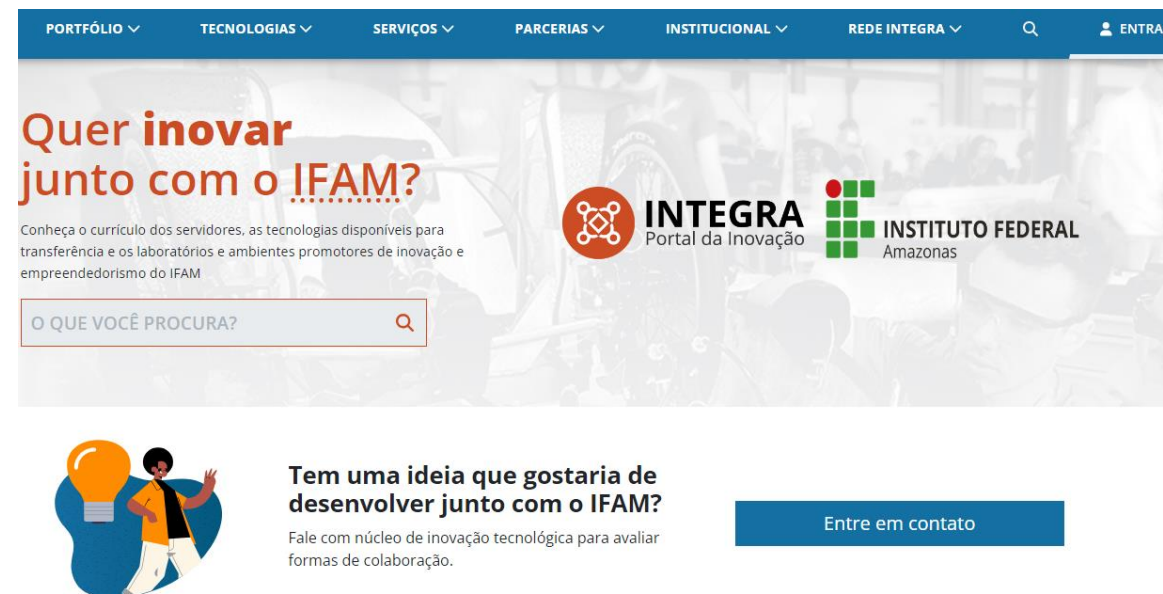 PORTFÓLIO TECNOLOGIAS SERVIÇOS PARCERIAS INSTITUCIONAL REDE INTEGRA ENTRA
Quer inovar
junto com o IFAM?
Conheça o currículo dos servidores, as tecnologias disponíveis para
transferência e os laboratórios e ambientes promotores de inovação e
empreendedorismo do IFAM
O QUE VOCÊ PROCURA?
INTEGRA
Portal da Inovação
INSTITUTO FEDERAL
Amazonas
Tem uma ideia que gostaria de
desenvolver junto com o IFAM?
Fale com núcleo de inovação tecnológica para avaliar
formas de colaboração.
Entre em contato